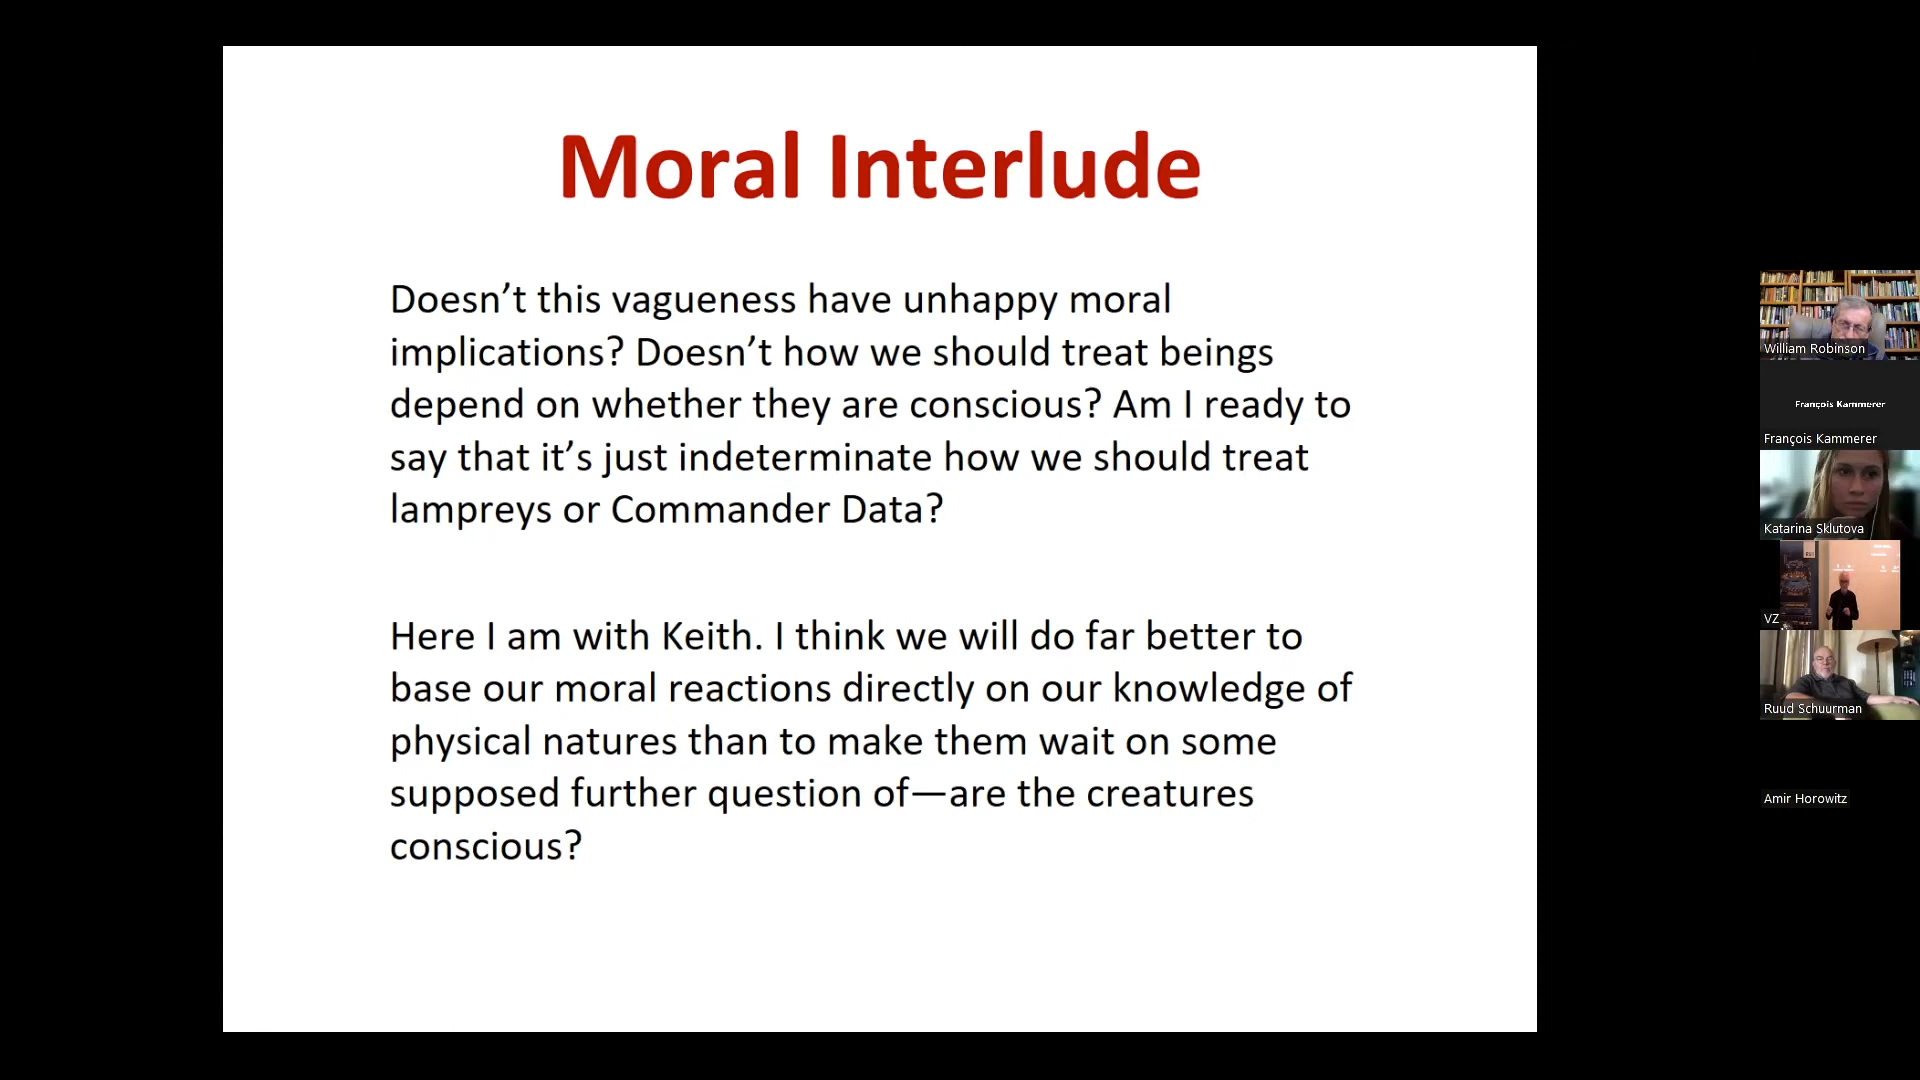 Moral Interlude
Doesn’t this vagueness have unhappy moral
implications? Doesn’t how we should treat beings
depend on whether they are conscious? Am I ready to
say that it’s just indeterminate how we should treat
lampreys or Commander Data?
Here I am with Keith. I think we will do far better to
base our moral reactions directly on our knowledge of
physical natures than to make them wait on some
supposed further question of—are the creatures
conscious?
William Robinson
François Kammerer
François Kammerer
Katarina Sklutova
VZ
Ruud Schuurman
Amir Horowitz